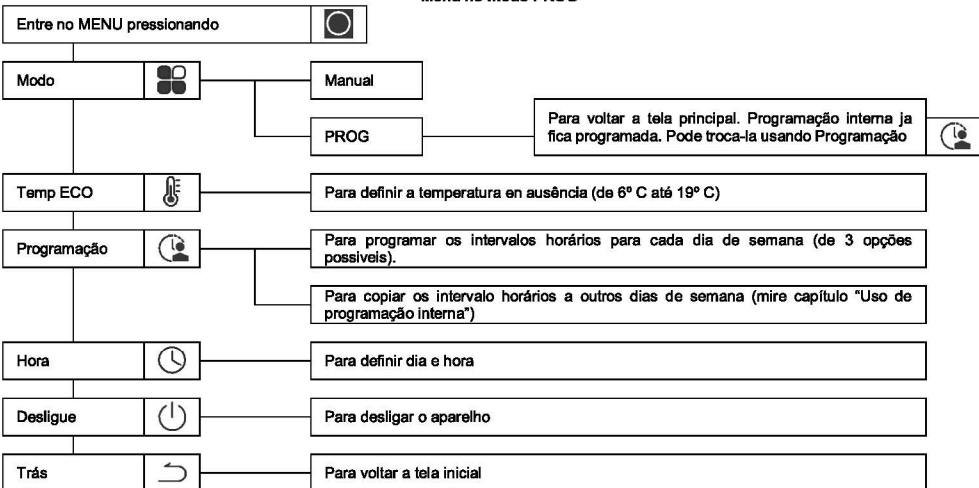 Entre no MENU pressionando
Modo
Manual
PROG
Para voltar a tela principal. Programação interna ja
fica programada. Pode troca-la usando Programação
Temp ECO
Para definir a temperatura en ausência (de 6º C até 19º C)
Programação
Para programar os intervalos horários para cada dia de semana (de 3 opções
possiveis).
Para copiar os intervalo horários a outros dias de semana (mire capítulo “Uso de
programação interna”)
Hora
Para definir dia e hora
Desligue
Para desligar o aparelho
Trás
Para voltar a tela inicial